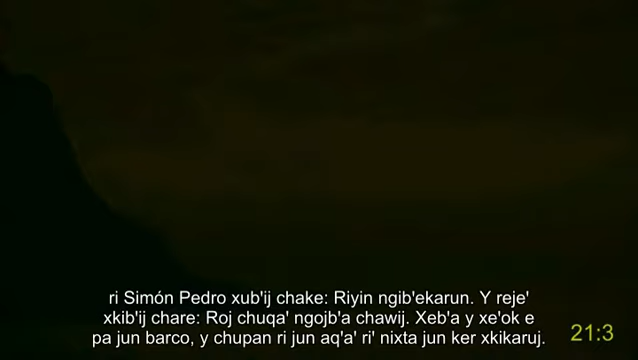 ri Simón Pedro xub'ij chake: Riyin ngib'ekarun. Y reje'
xkib'ij chare: Roj chuqa' ngojb'a chawij. Xeb'a y xe'ok e
pa jun barco, y chupan ri jun aq'a' ri' nixta jun ker xkikaruj.
21:3